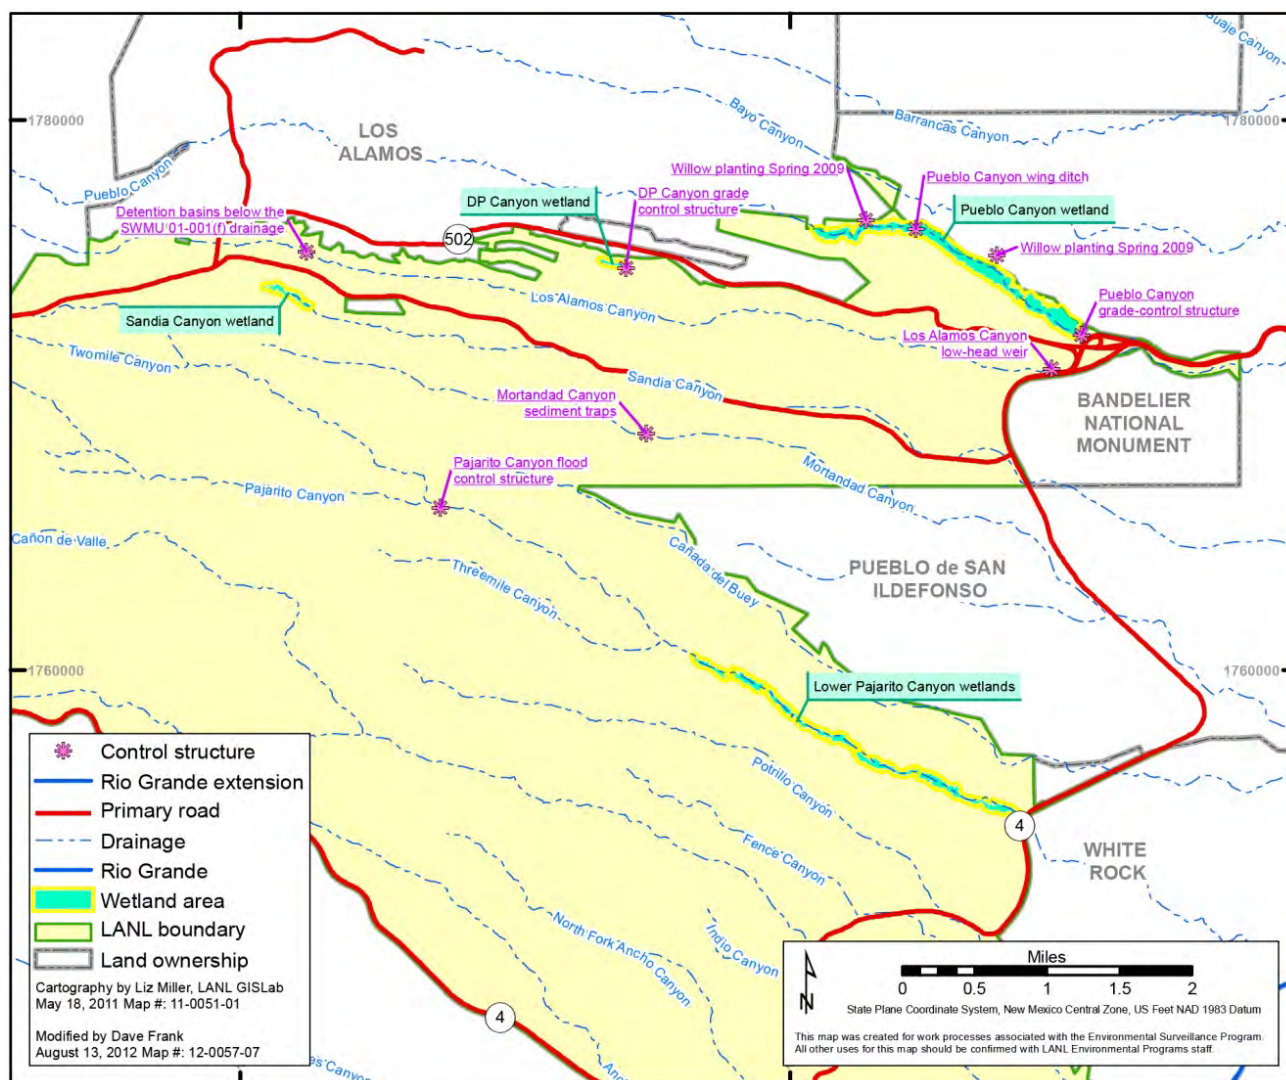 Guaje Canyon
1780000
1780000
LOS
ALAMOS
Bayo Canyon
Barrancas Canyon
Pueblo Canyon
Willow planting Spring 2009
Pueblo Canyon wing ditch
DP Canyon grade
control structure
DP Canyon wetland
Pueblo Canyon wetland
Detention basins below the
SWMU 01-001(f) drainage
502
Willow planting Spring 2009
Los Alamos Canyon
Pueblo Canyon
grade-control structure
Sandia Canyon wetland
Los Alamos Canyon
low-head weir
Twomile Canyon
Sandia Canyon
Mortandad Canyon
sediment traps
BANDELIER
NATIONAL
MONUMENT
Pajarito Canyon flood
control structure
Mortandad Canyon
Pajarito Canyon
Cañon de Valle
Cañada del Buey
Threemile Canyon
PUEBLO de SAN
ILDEFONSO
1760000
1760000
Lower Pajarito Canyon wetlands
Potrillo Canyon
4
Fence Canyon
WHITE
ROCK
North Fork Ancho Canyon
Indio Canyon
4
Control structure
Rio Grande extension
Primary road
Drainage
Rio Grande
Wetland area
LANL boundary
Land ownership
Cartography by Liz Miller, LANL GISLab
May 18, 2011 Map #: 11-0051-01
Modified by Dave Frank
August 13, 2012 Map #: 12-0057-07
Miles
0 0.5 1 1.5 2
N
State Plane Coordinate System, New Mexico Central Zone, US Feet NAD 1983 Datum
This map was created for work processes associated with the Environmental Surveillance Program.
All other uses for this map should be confirmed with LANL Environmental Programs staff.
Canyon